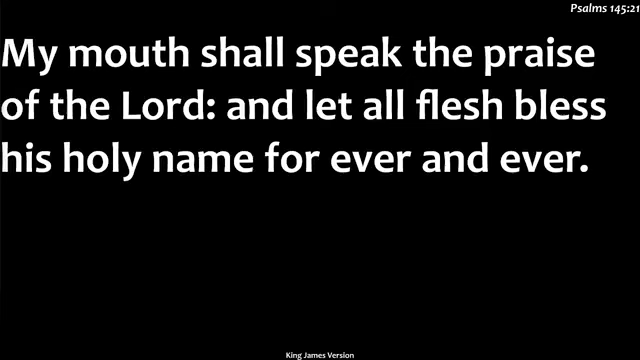 Psalms 145:21
My mouth shall speak the praise
of the Lord: and let all flesh bless
his holy name for ever and ever.
King James Version